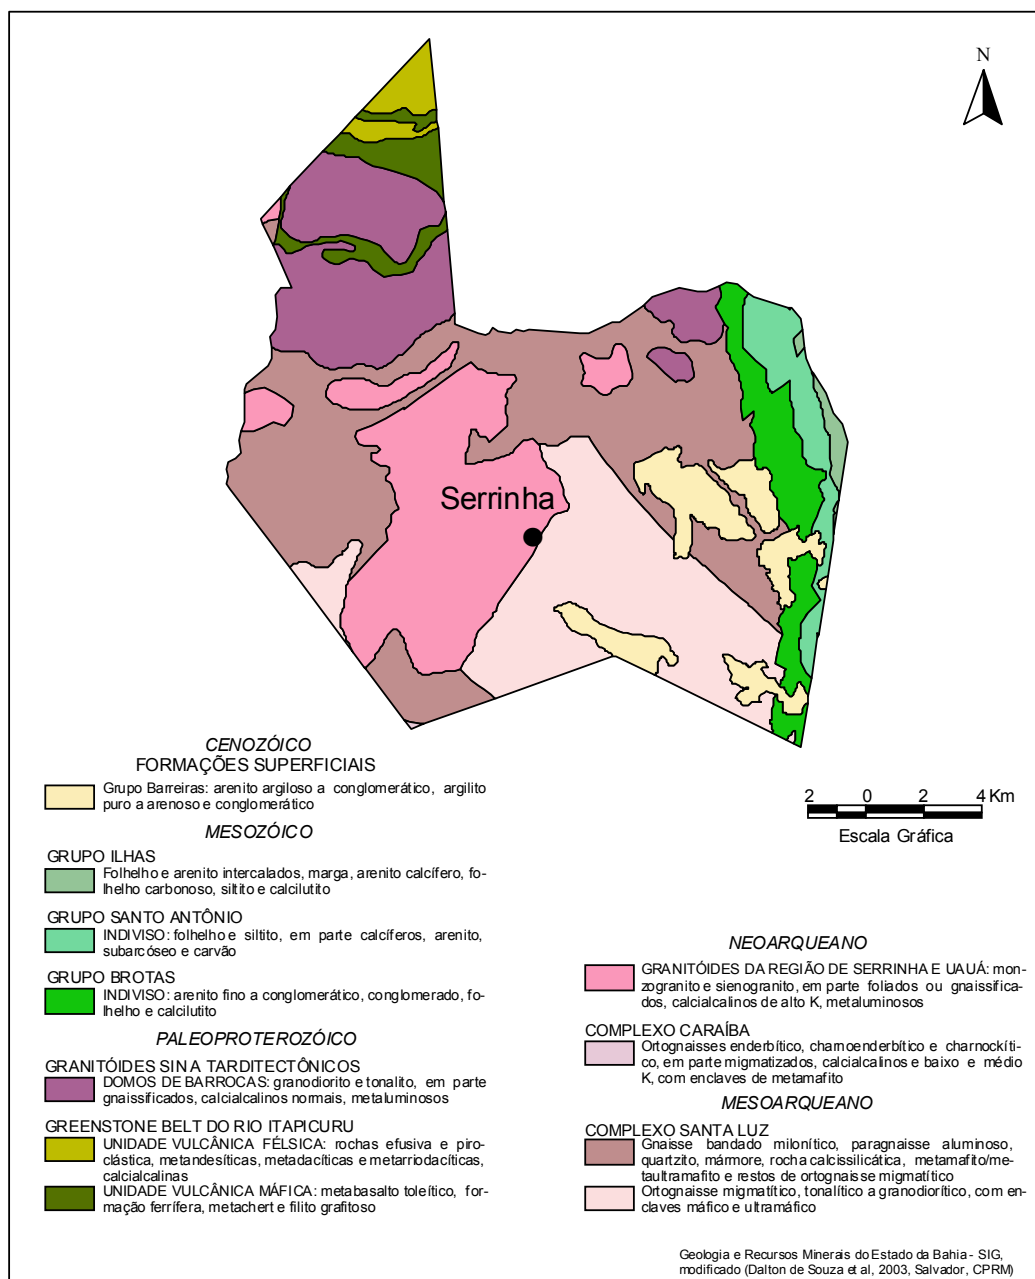 N
Serrinha
CENOZÓICO
FORMAÇÕES SUPERFICIAIS
Grupo Barreiras: arenito argiloso a conglomerático, argilito
puro a arenoso e conglomerático
MESOZÓICO
GRUPO ILHAS
Folhelho e arenito intercalados, marga, arenito calcífero, fo-
lhelho carbonoso, siltito e calcilutito
GRUPO SANTO ANTÔNIO
INDIVISO: folhelho e siltito, em parte calcíferos, arenito,
subarcóseo e carvão
GRUPO BROTAS
INDIVISO: arenito fino a conglomerático, conglomerado, fo-
lhelho e calcilutito
PALEOPROTEROZÓICO
GRANITÓIDES SIN A TARDITECTÔNICOS
DOMOS DE BARROCAS: granodiorito e tonalito, em parte
gnaissificados, calcialcalinos normais, metaluminosos
GREENSTONE BELT DO RIO ITAPICURU
UNIDADE VULCÂNICA FÉLSICA: rochas efusiva e piro-
clástica, metandesíticas, metadacíticas e metarriodacíticas,
calcialcalinas
UNIDADE VULCÂNICA MÁFICA: metabasalto toleítico, for-
mação ferrífera, metachert e filito grafitoso
2 0 2 4 Km
Escala Gráfica
NEOARQUEANO
GRANITÓIDES DA REGIÃO DE SERRINHA E UAUÁ: mon-
zogranito e sienogranito, em parte foliados ou gnaissifica-
dos, calcialcalinos de alto K, metaluminosos
COMPLEXO CARAÍBA
Ortognaisses enderbítico, charnoenderbítico e charnockíti-
co, em parte migmatizados, calcialcalinos e baixo e médio
K, com enclaves de metamafito
MESOARQUEANO
COMPLEXO SANTA LUZ
Gnaisse bandado milonítico, paragnaisse aluminoso,
quartzito, mármore, rocha calcissilicática, metamafito/me-
taultramafito e restos de ortognaisse migmatítico
Ortognaisse migmatítico, tonalítico a granodiorítico, com en-
claves máfico e ultramáfico
Geologia e Recursos Minerais do Estado da Bahia - SIG,
modificado (Dalton de Souza et al, 2003, Salvador, CPRM)